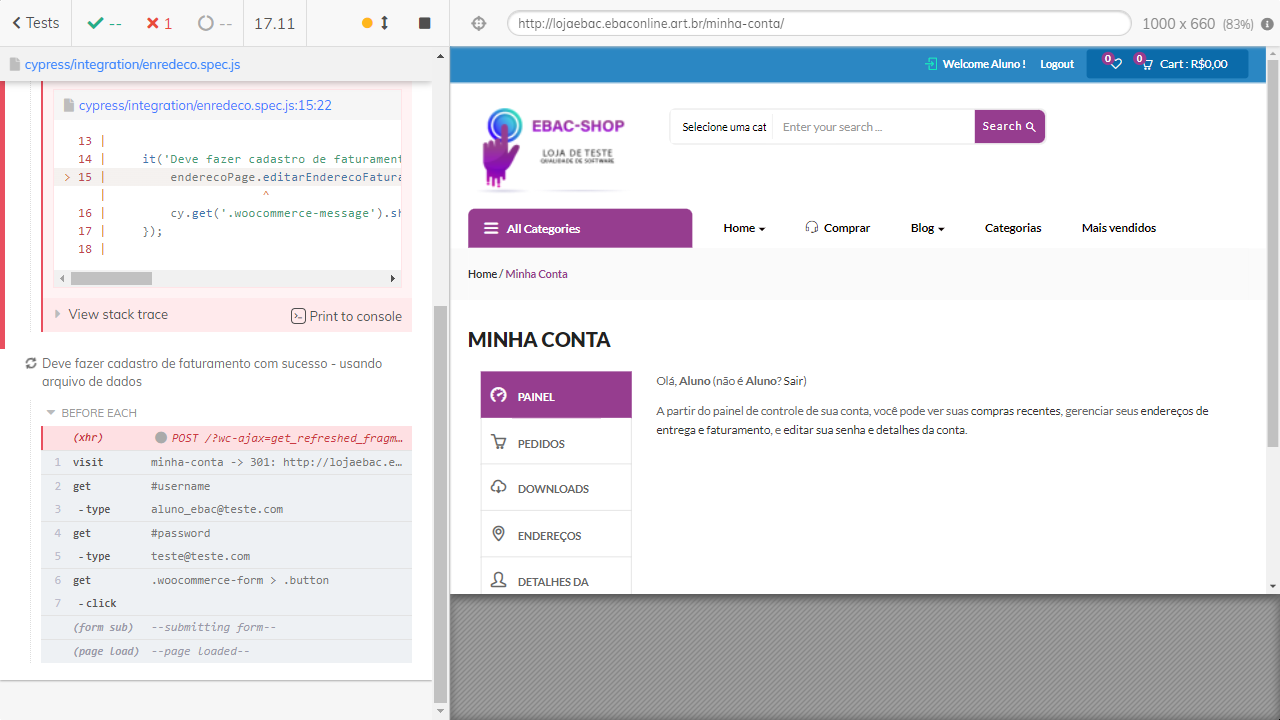 Tests
--
1
--
17.11
http://lojaebac.ebaconline.art.br/minha-conta/
1000 x 660 (83%)
cypress/integration/enredeco.spec.js
cypress/integration/enredeco.spec.js:15:22
13 |
14 | it('Deve fazer cadastro de faturament
> 15 | enderecoPage.editarEnderecoFatura
| ^
16 | cy.get('.woocommerce-message').sh
17 | });
18 |
View stack trace
Print to console
Deve fazer cadastro de faturamento com sucesso - usando
arquivo de dados
BEFORE EACH
(xhr) POST /?wc-ajax=get_refreshed_fragm…
1 visit minha-conta -> 301: http://lojaebac.e…
2 get #username
3 -type aluno_ebac@teste.com
4 get #password
5 -type teste@teste.com
6 get .woocommerce-form > .button
7 -click
(form sub) --submitting form--
(page load) --page loaded--
Welcome Aluno !
Logout
0
0
Cart : R$0,00
EBAC-SHOP
LOJA DE TESTE
QUALIDADE DE SOFTWARE
Selecione uma cat
Enter your search ...
Search
All Categories
Home
Comprar
Blog
Categorias
Mais vendidos
Home / Minha Conta
MINHA CONTA
PAINEL
PEDIDOS
DOWNLOADS
ENDEREÇOS
DETALHES DA
Olá, Aluno (não é Aluno? Sair)
A partir do painel de controle de sua conta, você pode ver suas compras recentes, gerenciar seus endereços de
entrega e faturamento, e editar sua senha e detalhes da conta.